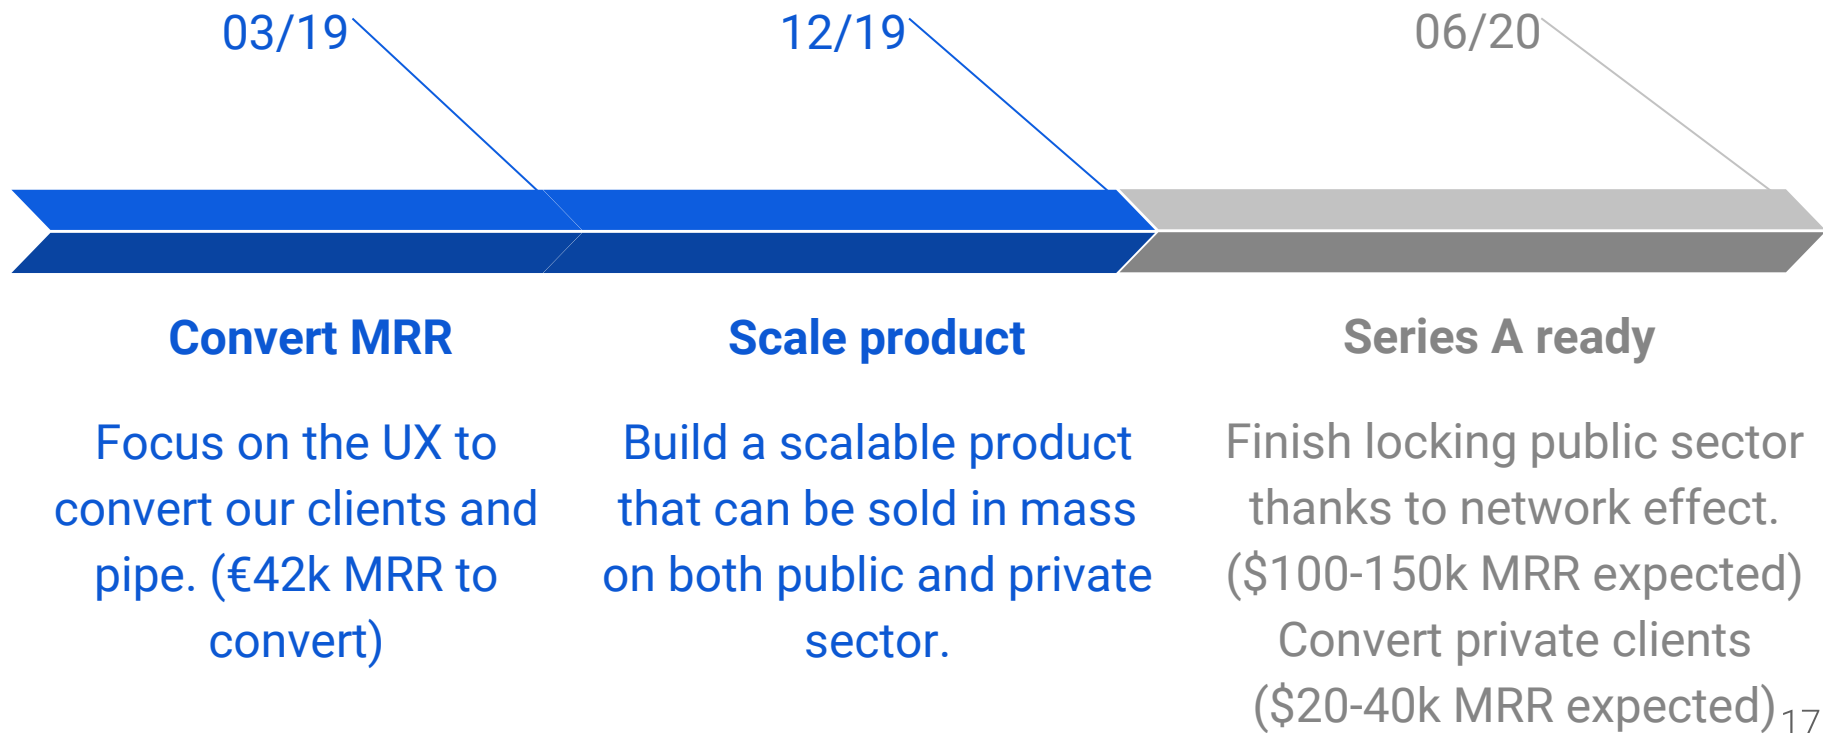 03/19
12/19
06/20
Convert MRR
Focus on the UX to
convert our clients and
pipe. (€42k MRR to
convert)
Scale product
Build a scalable product
that can be sold in mass
on both public and private
sector.
Series A ready
Finish locking public sector
thanks to network effect.
($100-150k MRR expected)
Convert private clients
($20-40k MRR expected)
17